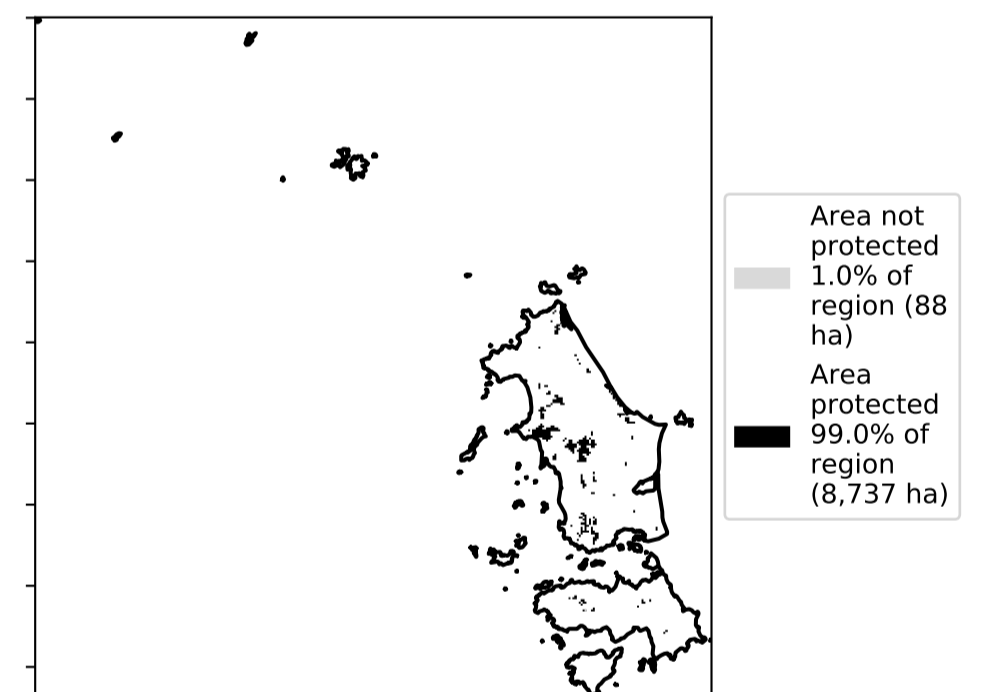 Area not
protected
1.0% of
region (88
ha)
Area
protected
99.0% of
region
(8,737 ha)